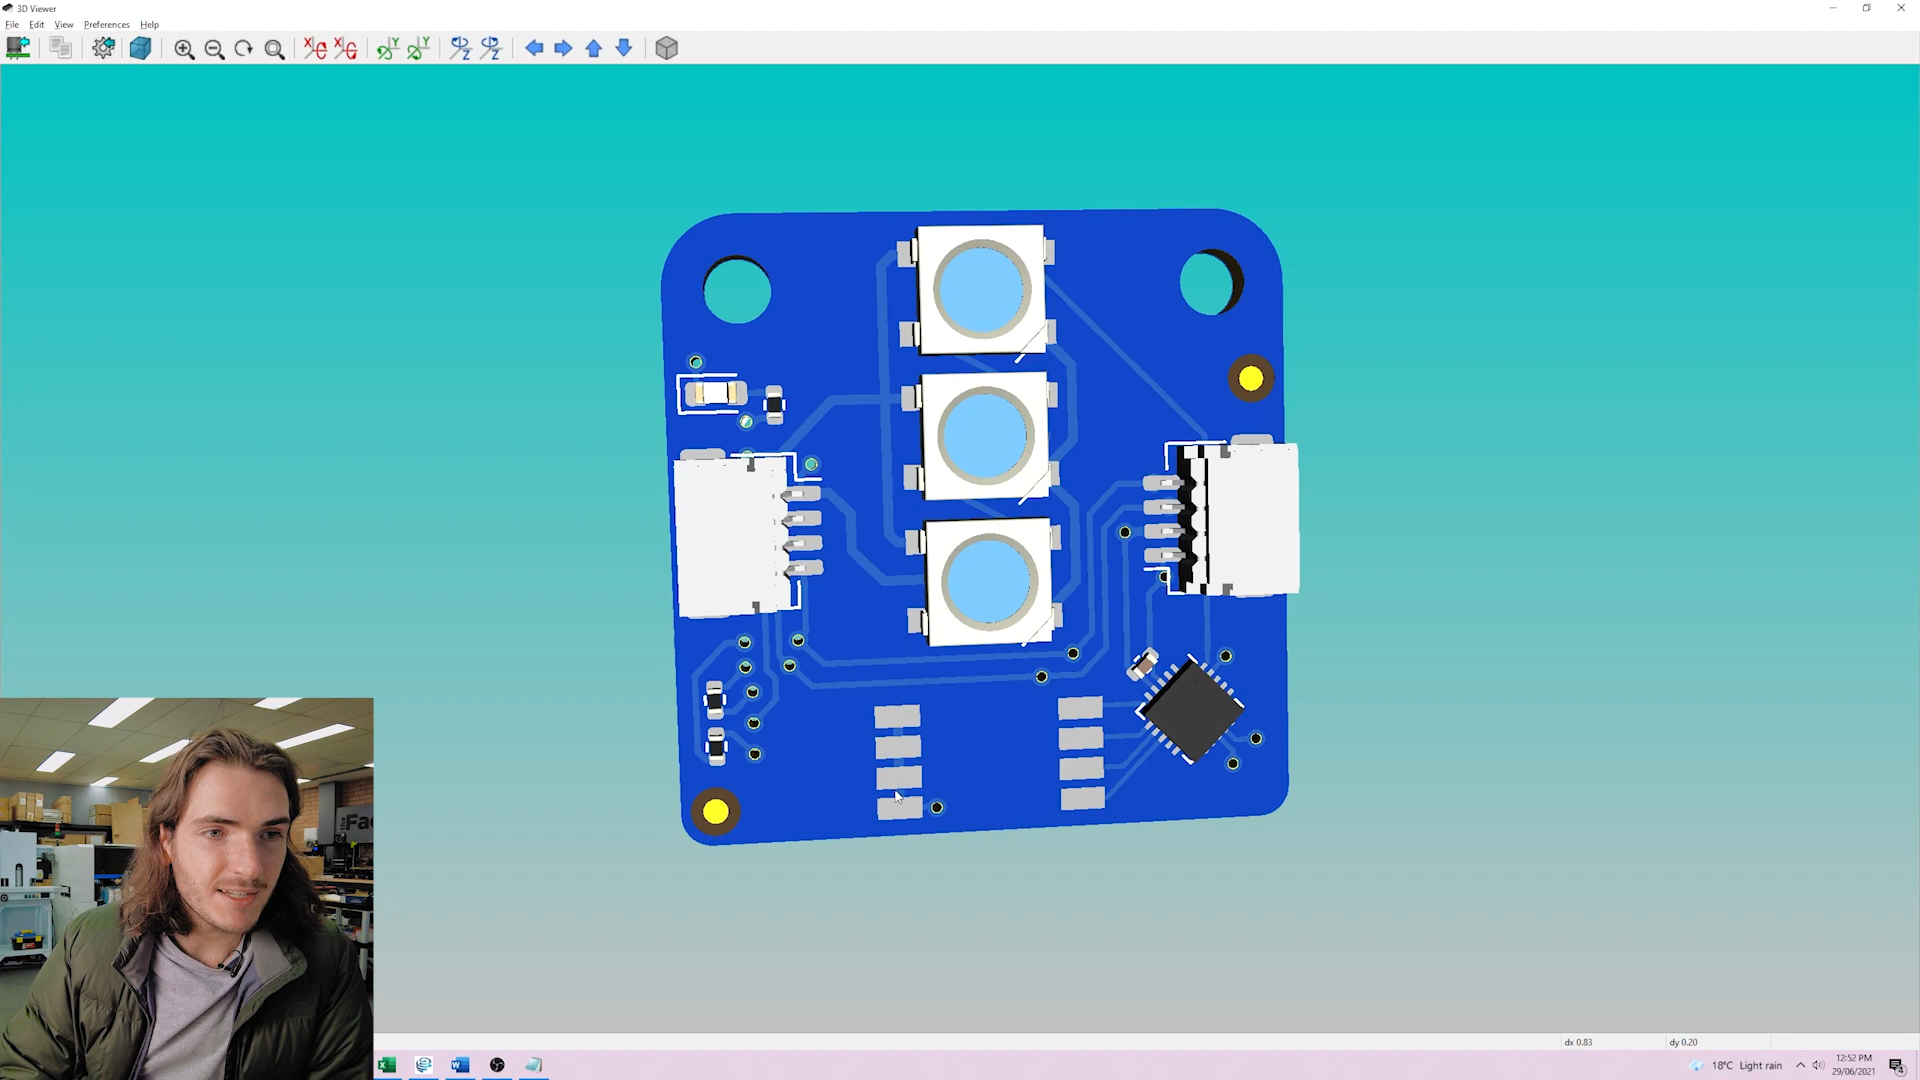 3D Viewer
File Edit View Preferences Help
dx 0.83 dy 0.20
18°C Light rain
12:52 PM
29/06/2021